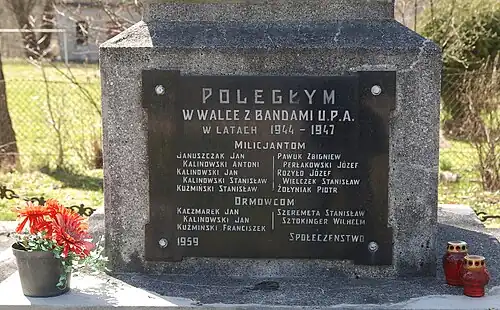 POLEGŁYM
W WALCE Z BANDAMI U.P.A.
W LATACH 1944 - 1947
MILICJANTOM
JANUSZCZAK JAN
KALINOWSKI ANTONI
KALINOWSKI JAN
KALINOWSKI STANISŁAW
KUŹMIŃSKI STANISŁAW
PAWUK ZBIGNIEW
PERŁAKOWSKI JÓZEF
ROZYŁO JÓZEF
WIELCZEK STANISŁAW
ŻOŁYNIAK PIOTR
ORMOWCOM
KACZMAREK JAN
KALINOWSKI JAN
KUŹMIŃSKI FRANCISZEK
SZEREMETA STANISŁAW
SZTOKINGER WILHELM
1959 SPOŁECZEŃSTWO